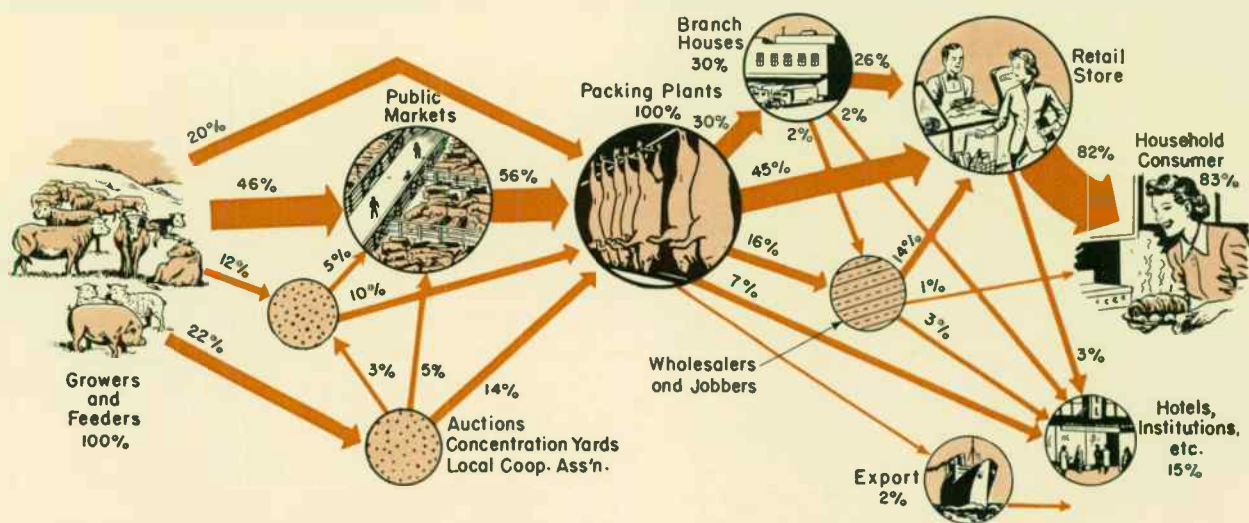 Growers
and
Feeders
100%
20%
46%
12%
22%
Public
Markets
5%
10%
3%
5%
14%
56%
Auctions
Concentration Yards
Local Coop. Ass'n.
Packing Plants
100%
30%
45%
16%
7%
Branch
Houses
30%
26%
2%
2%
Wholesalers
and Jobbers
14%
1%
3%
Retail
Store
82%
3%
Household
Consumer
83%
Hotels,
Institutions,
etc.
15%
Export
2%